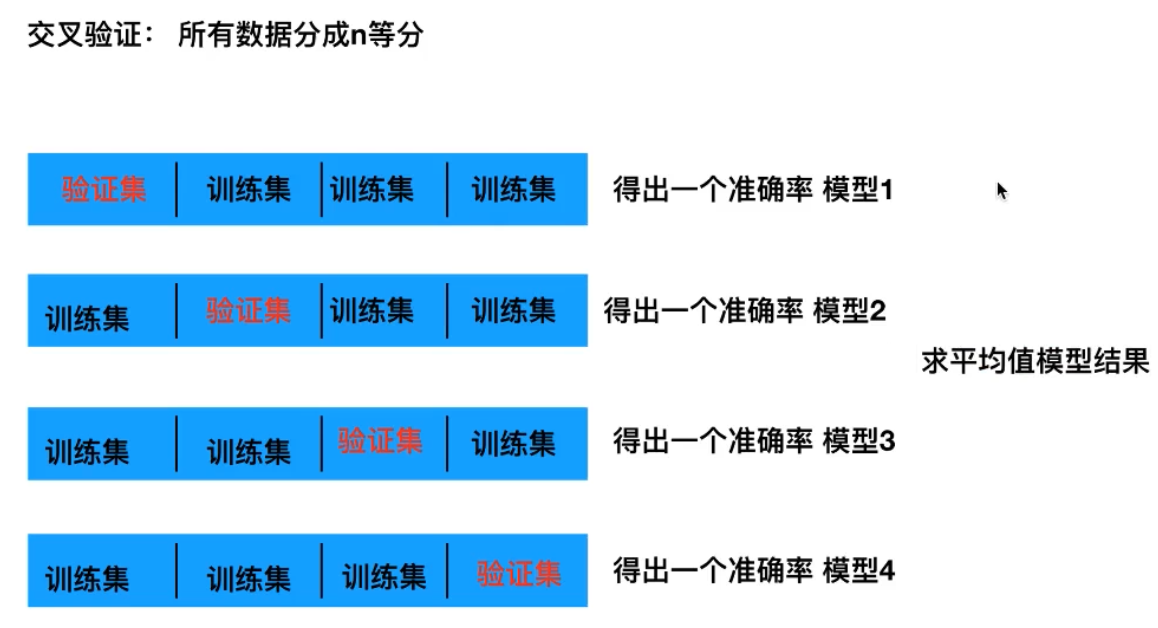 交叉验证： 所有数据分成n等分
验证集 训练集 训练集 训练集 得出一个准确率 模型1
训练集 验证集 训练集 训练集 得出一个准确率 模型2
求平均值模型结果
训练集 训练集 验证集 训练集 得出一个准确率 模型3
训练集 训练集 训练集 验证集 得出一个准确率 模型4